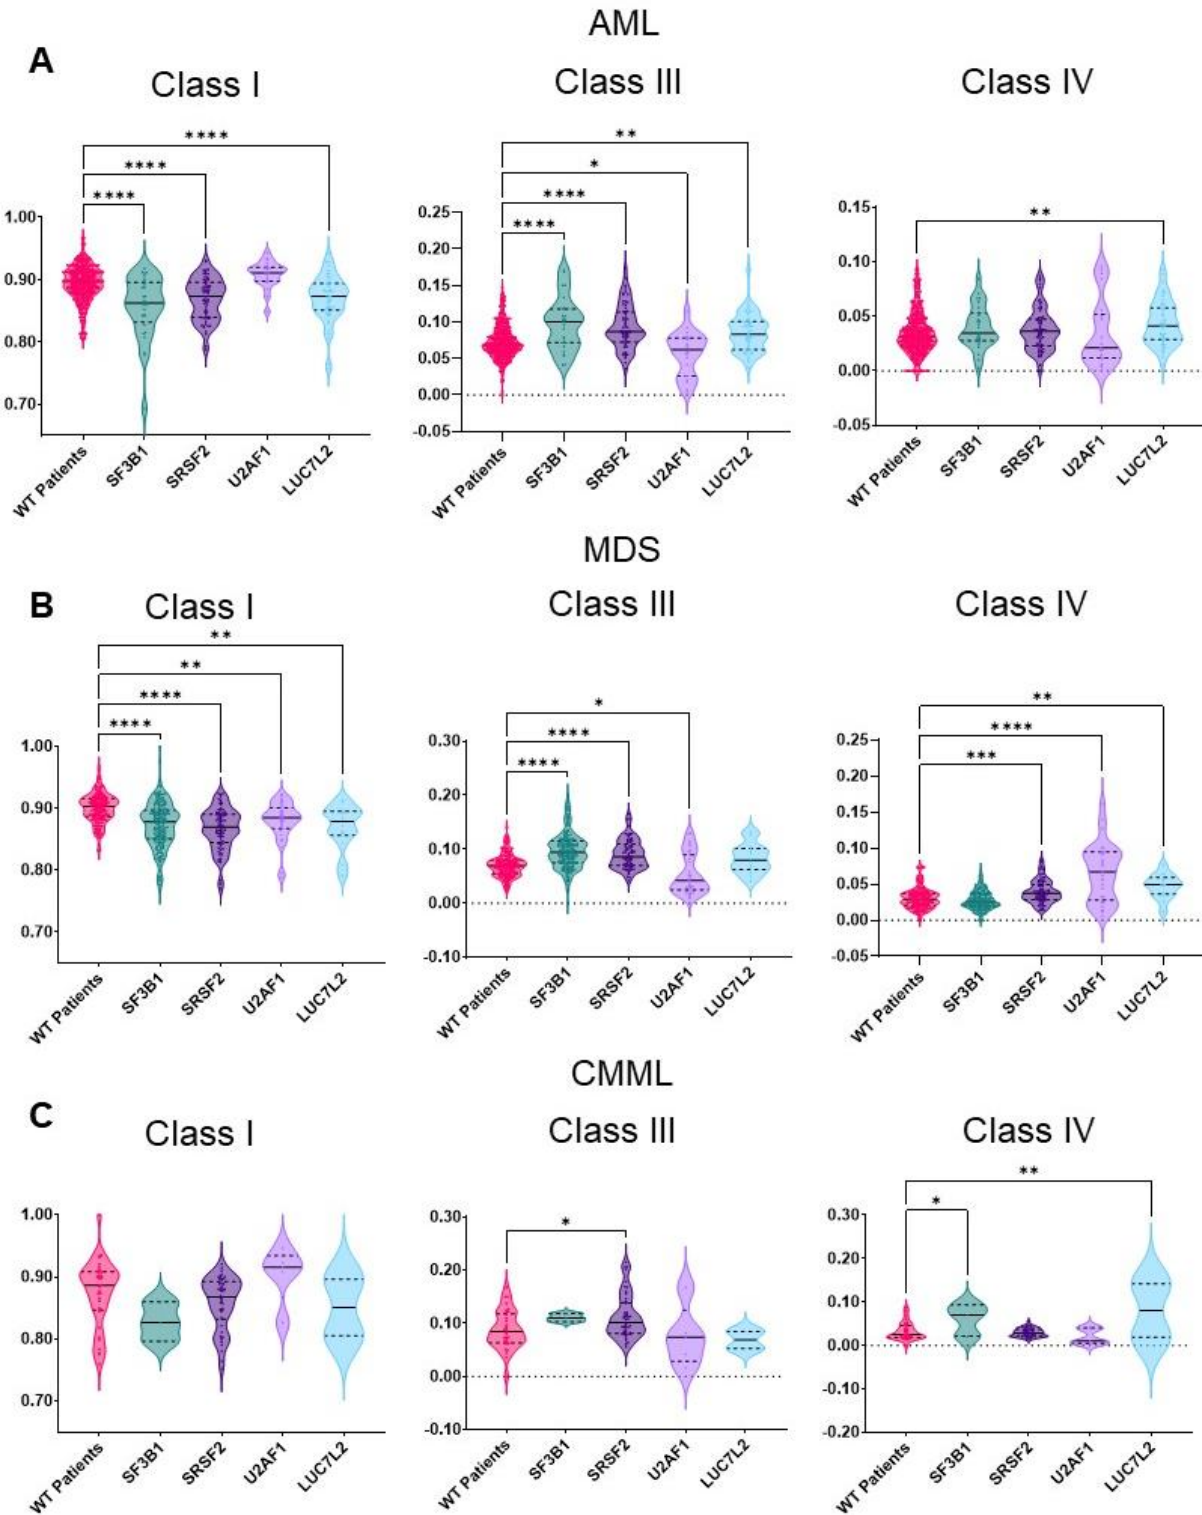 AML
A
Class I
Class III
Class IV
****
****
****
1.00
0.90
0.80
0.70
WT Patients
SF3B1
SRSF2
U2AF1
LUC7L2
**
*
****
****
0.25
0.20
0.15
0.10
0.05
0.00
-0.05
WT Patients
SF3B1
SRSF2
U2AF1
LUC7L2
**
0.15
0.10
0.05
0.00
-0.05
WT Patients
SF3B1
SRSF2
U2AF1
LUC7L2
MDS
B
Class I
Class III
Class IV
**
**
****
****
1.00
0.90
0.80
0.70
WT Patients
SF3B1
SRSF2
U2AF1
LUC7L2
*
****
****
0.30
0.20
0.10
0.00
-0.10
WT Patients
SF3B1
SRSF2
U2AF1
LUC7L2
**
****
***
0.25
0.20
0.15
0.10
0.05
0.00
-0.05
WT Patients
SF3B1
SRSF2
U2AF1
LUC7L2
CMML
C
Class I
Class III
Class IV
1.00
0.90
0.80
0.70
WT Patients
SF3B1
SRSF2
U2AF1
LUC7L2
*
0.30
0.20
0.10
0.00
-0.10
WT Patients
SF3B1
SRSF2
U2AF1
LUC7L2
**
*
0.30
0.20
0.10
0.00
-0.10
-0.20
WT Patients
SF3B1
SRSF2
U2AF1
LUC7L2